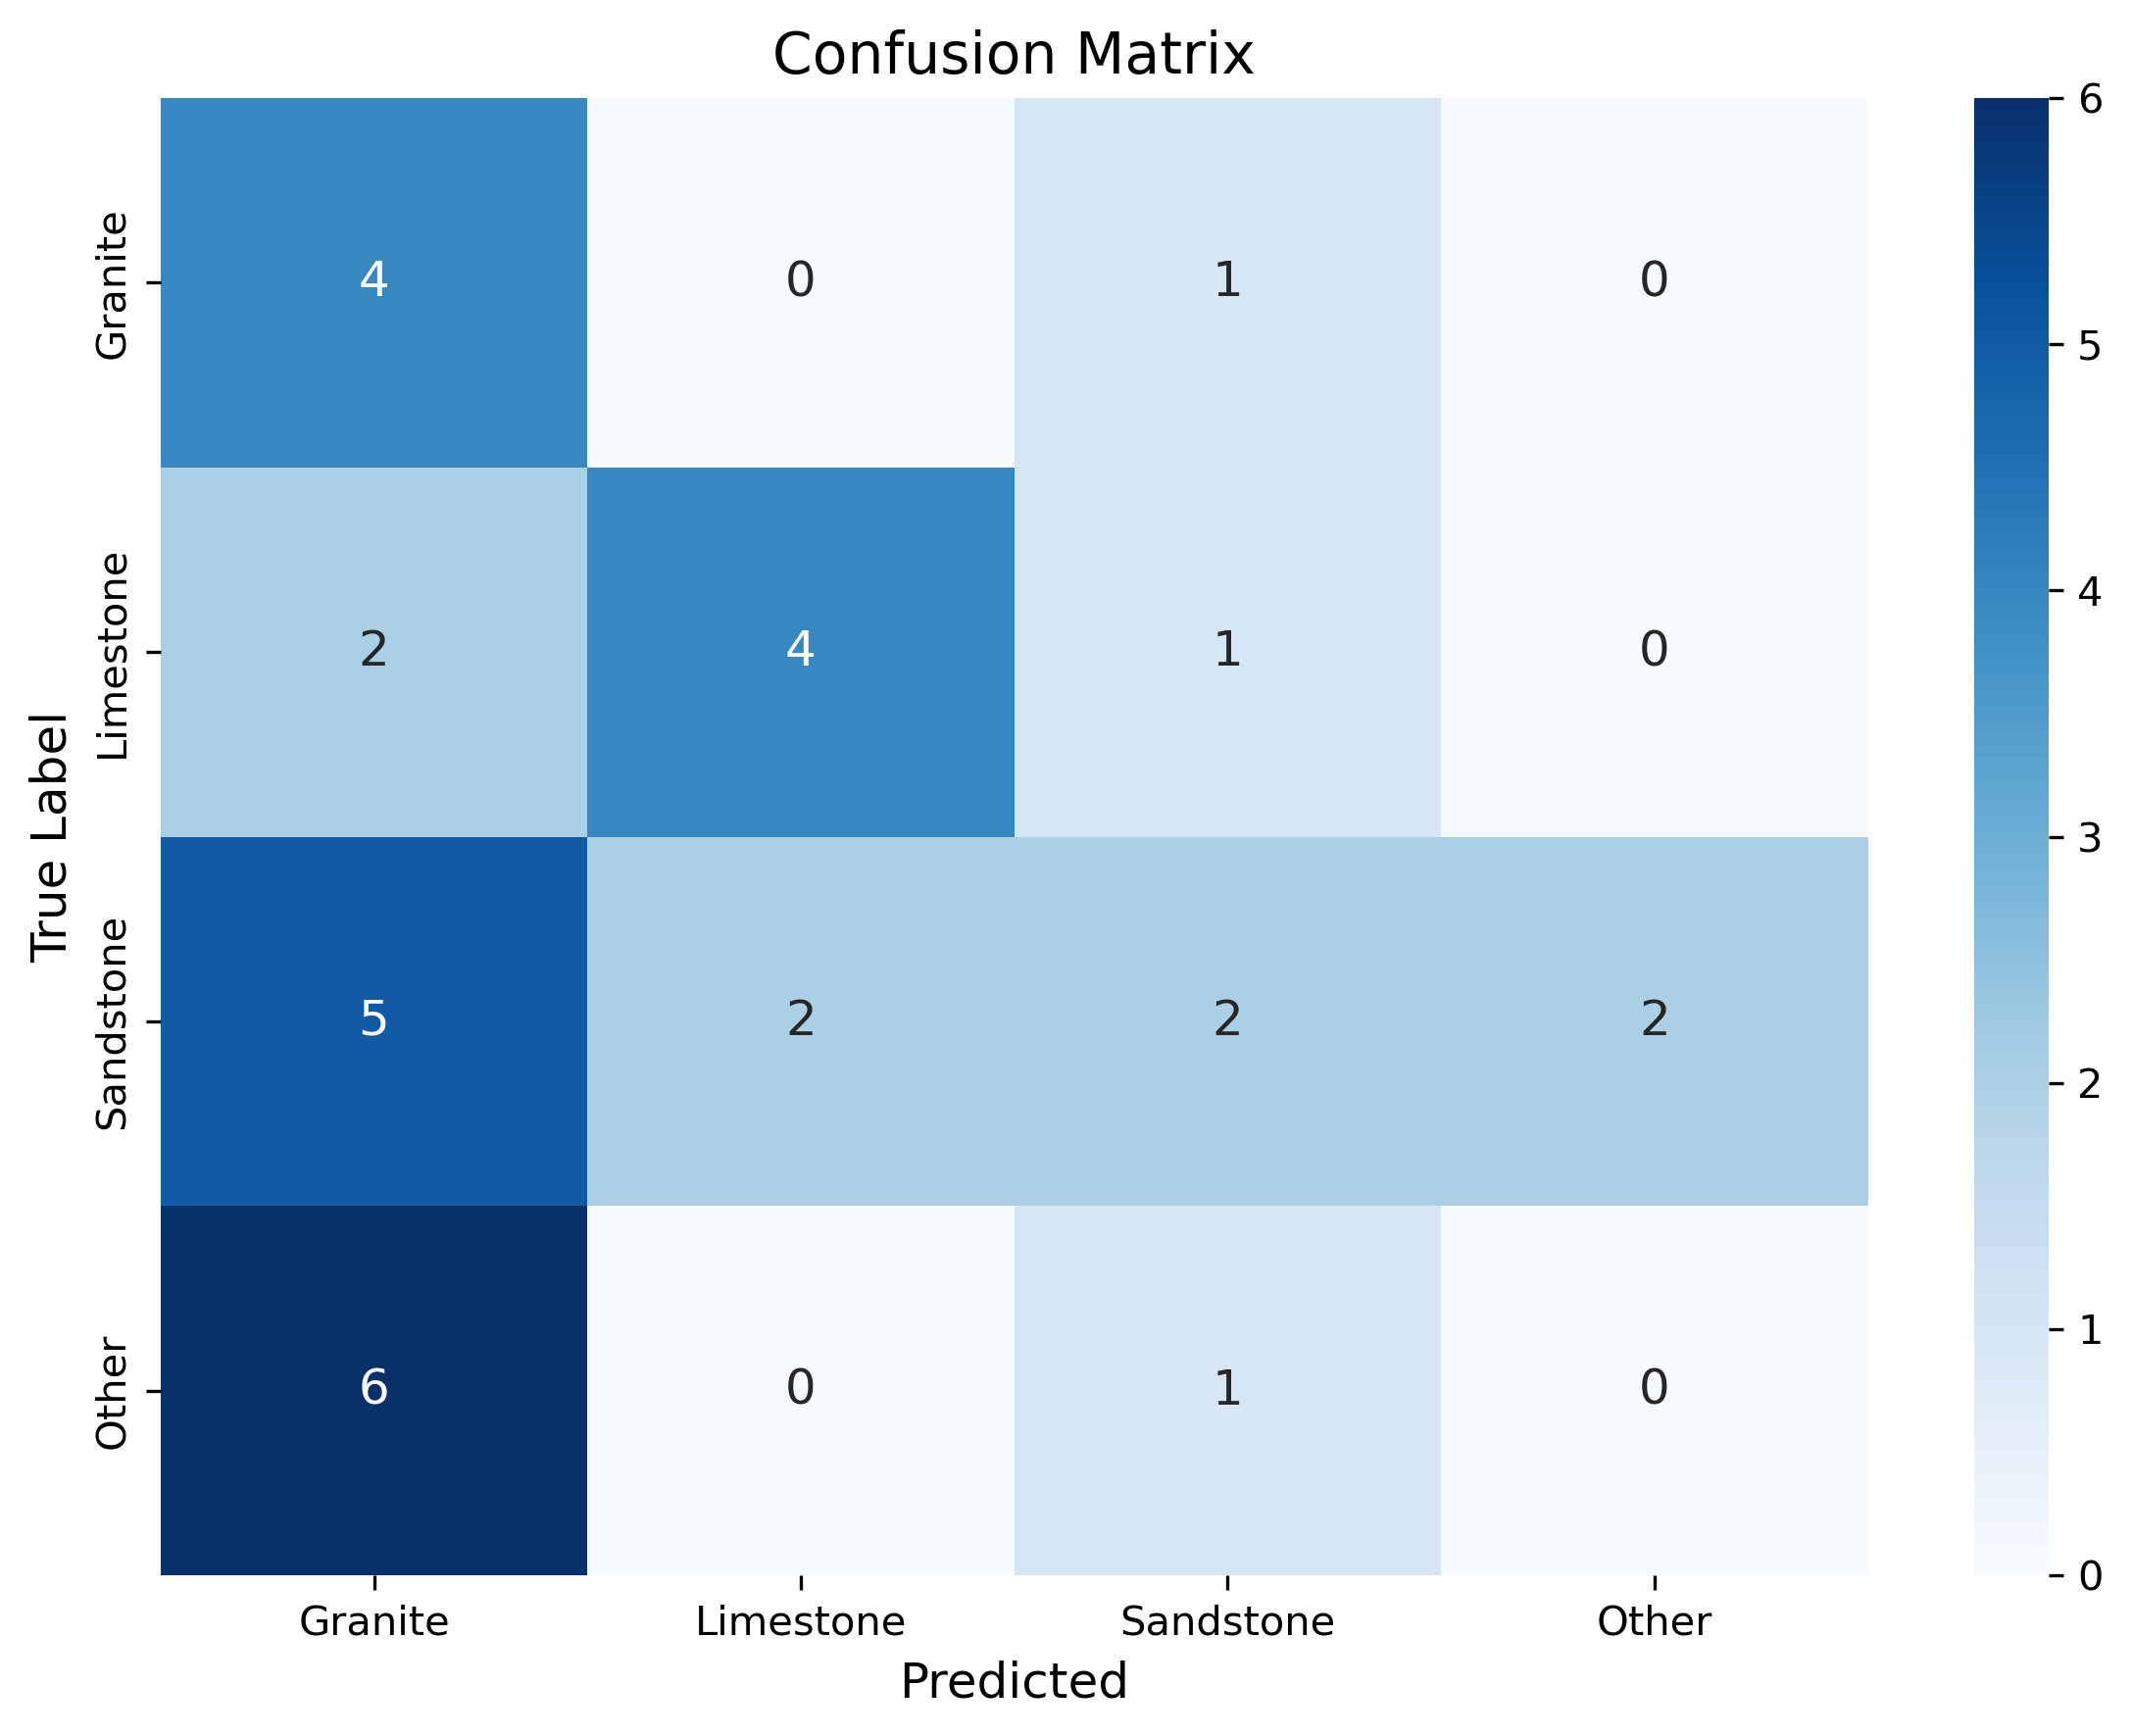 Confusion Matrix
True Label
Granite
4 0 1 0
Limestone
2 4 1 0
Sandstone
5 2 2 2
Other
6 0 1 0
Granite Limestone Sandstone Other
Predicted
6
5
4
3
2
1
0